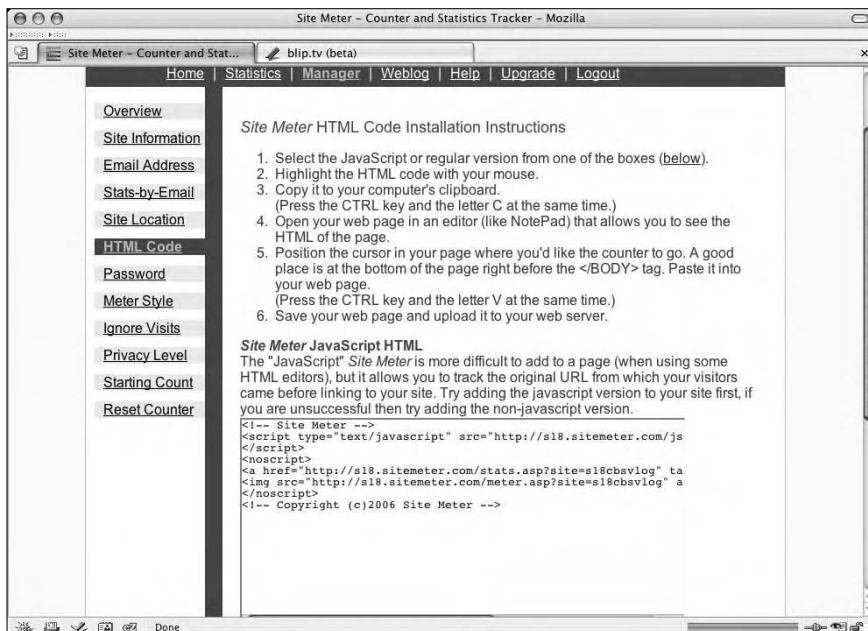 Site Meter – Counter and Statistics Tracker – Mozilla
Site Meter – Counter and Stat...
blip.tv (beta)
Home | Statistics | Manager | Weblog | Help | Upgrade | Logout
Overview
Site Information
Email Address
Stats-by-Email
Site Location
HTML Code
Password
Meter Style
Ignore Visits
Privacy Level
Starting Count
Reset Counter
Site Meter HTML Code Installation Instructions
1. Select the JavaScript or regular version from one of the boxes (below).
2. Highlight the HTML code with your mouse.
3. Copy it to your computer's clipboard.
(Press the CTRL key and the letter C at the same time.)
4. Open your web page in an editor (like NotePad) that allows you to see the
HTML of the page.
5. Position the cursor in your page where you'd like the counter to go. A good
place is at the bottom of the page right before the </BODY> tag. Paste it into
your web page.
(Press the CTRL key and the letter V at the same time.)
6. Save your web page and upload it to your web server.
Site Meter JavaScript HTML
The "JavaScript" Site Meter is more difficult to add to a page (when using some
HTML editors), but it allows you to track the original URL from which your visitors
came before linking to your site. Try adding the javascript version to your site first, if
you are unsuccessful then try adding the non-javascript version.
<!-- Site Meter -->
<script type="text/javascript" src="http://s18.sitemeter.com/js
</script>
<noscript>
<a href="http://s18.sitemeter.com/stats.asp?site=s18cbsvlog" ta
<img src="http://s18.sitemeter.com/meter.asp?site=s18cbsvlog" a
</noscript>
<!-- Copyright (c)2006 Site Meter -->
Done